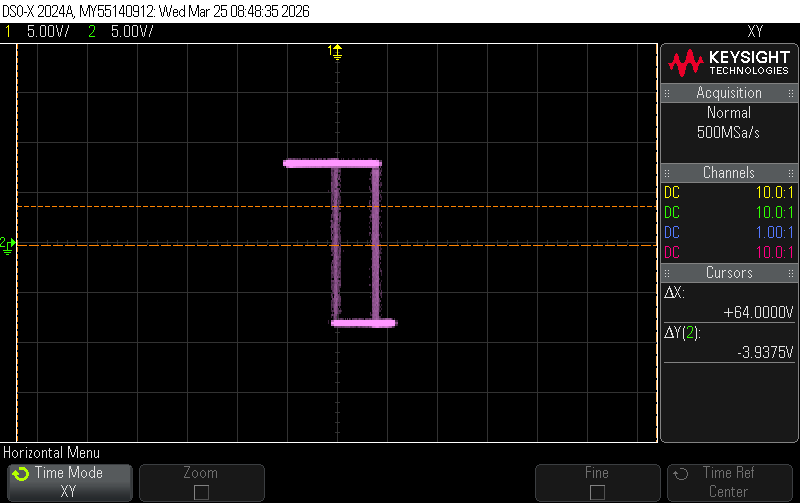 DSO-X 2024A, MY55140912: Wed Mar 25 08:48:35 2026
1 5.00V/ 2 5.00V/ XY
1
KEYSIGHT
TECHNOLOGIES
Acquisition
Normal
500MSa/s
Channels
DC 10.0:1
DC 10.0:1
DC 1.00:1
DC 10.0:1
Cursors
ΔX:
+64.0000V
ΔY(2):
-3.9375V
2
Horizontal Menu
Time Mode
XY
Zoom
Fine
Time Ref
Center